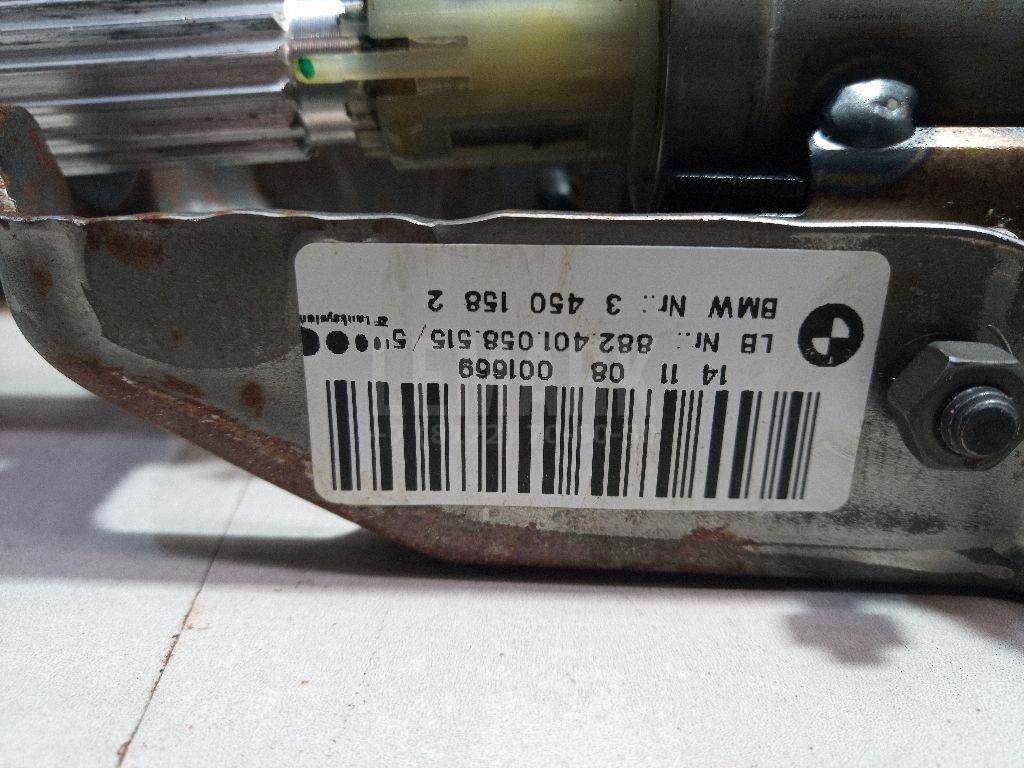 14 11 08 001669
LB Nr.: 882.401.058.515/5
BMW Nr.: 3 450 158 2